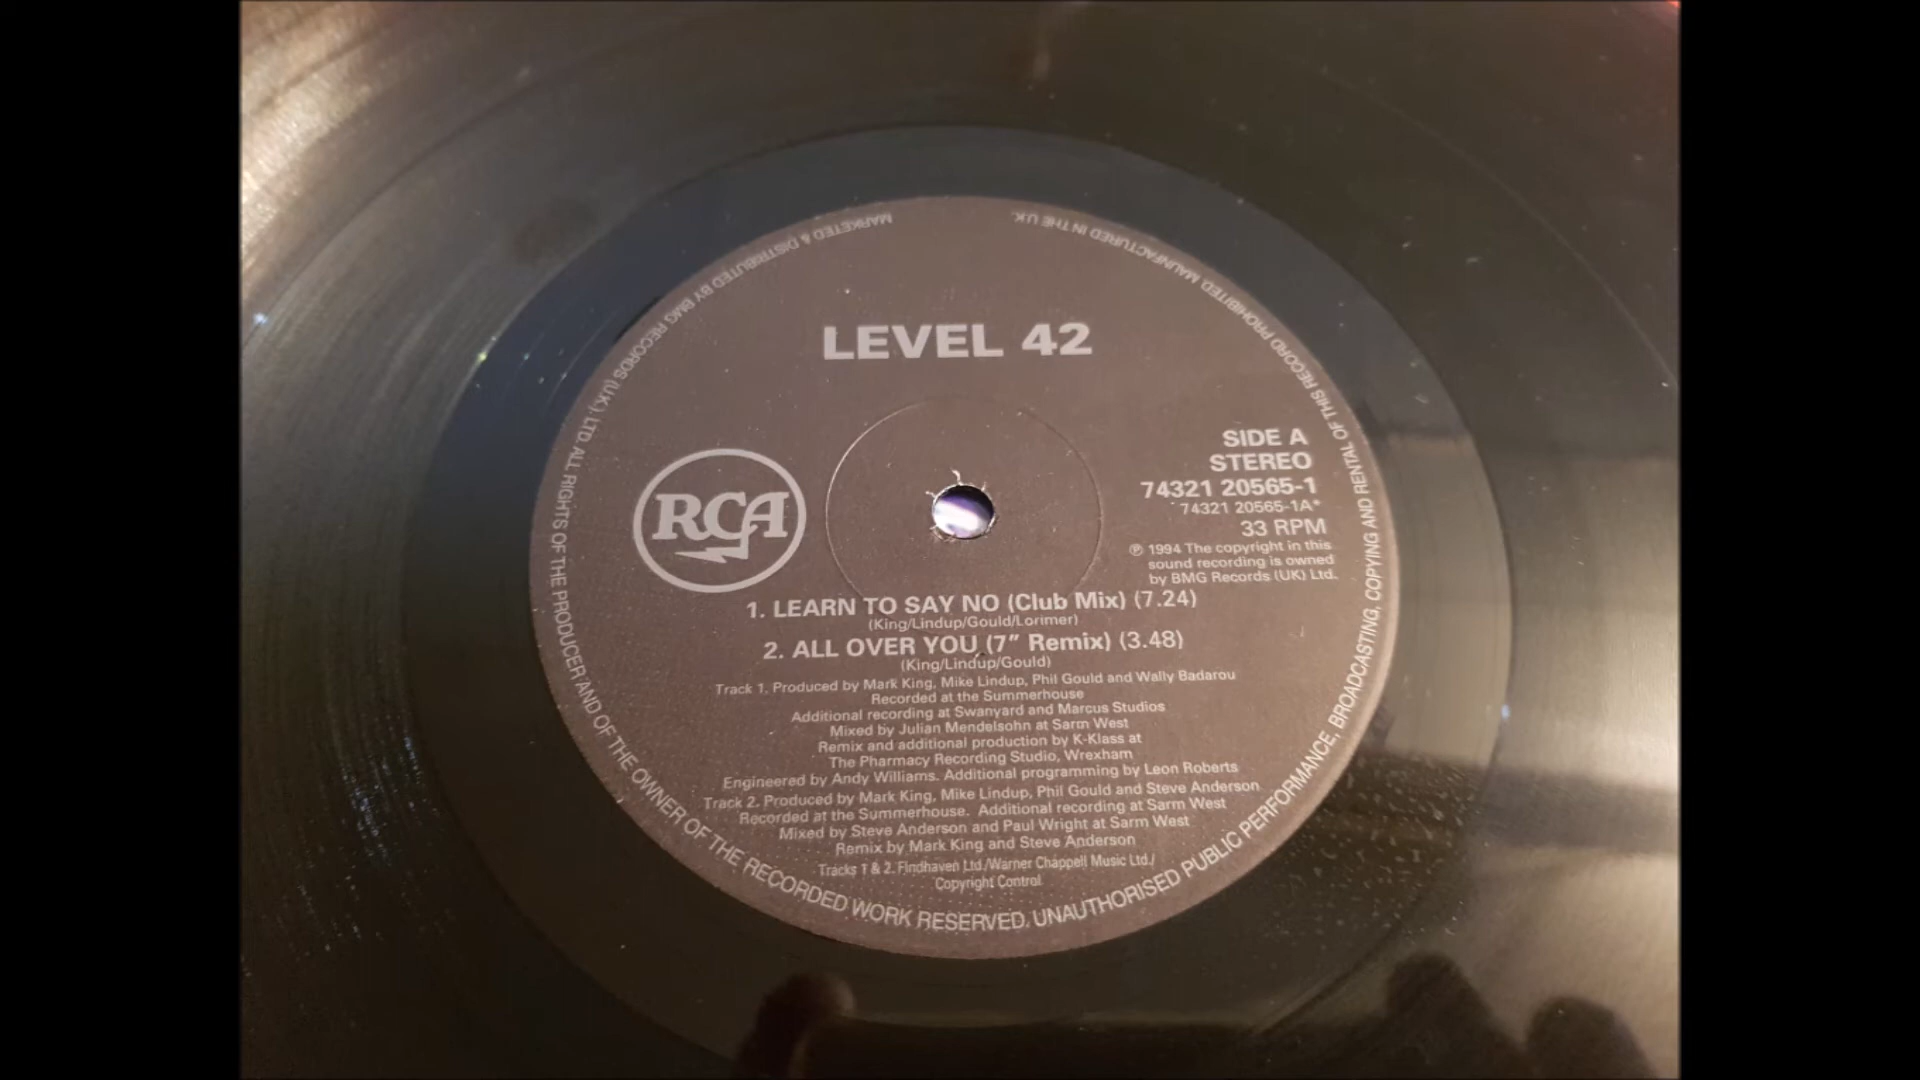 LEVEL 42
RCA
SIDE A
STEREO
74321 20565-1
74321 20565-1A*
33 RPM
℗ 1994 The copyright in this
sound recording is owned
by BMG Records (UK) Ltd.
1. LEARN TO SAY NO (Club Mix) (7.24)
(King/Lindup/Gould/Lorimer)
2. ALL OVER YOU (7” Remix) (3.48)
(King/Lindup/Gould)
Track 1. Produced by Mark King, Mike Lindup, Phil Gould and Wally Badarou
Recorded at the Summerhouse
Additional recording at Swanyard and Marcus Studios
Mixed by Julian Mendelsohn at Sarm West
Remix and additional production by K-Klass at
The Pharmacy Recording Studio, Wrexham
Engineered by Andy Williams. Additional programming by Leon Roberts
Track 2. Produced by Mark King, Mike Lindup, Phil Gould and Steve Anderson
Recorded at the Summerhouse. Additional recording at Sarm West
Mixed by Steve Anderson and Paul Wright at Sarm West
Remix by Mark King and Steve Anderson
Tracks 1 & 2. Findhaven Ltd./Warner Chappell Music Ltd./
Copyright Control
MARKETED & DISTRIBUTED BY BMG RECORDS (U.K.) LTD. ALL RIGHTS OF THE PRODUCER AND OF THE OWNER OF THE RECORDED WORK RESERVED. UNAUTHORISED PUBLIC PERFORMANCE, BROADCASTING, COPYING AND RENTAL OF THIS RECORD PROHIBITED. MAUNFACTURED IN THE U.K.